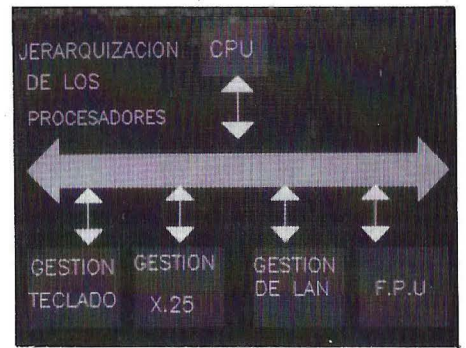 JERARQUIZACION
DE LOS
PROCESADORES
CPU
GESTION
TECLADO
GESTION
X.25
GESTION
DE LAN
F.P.U